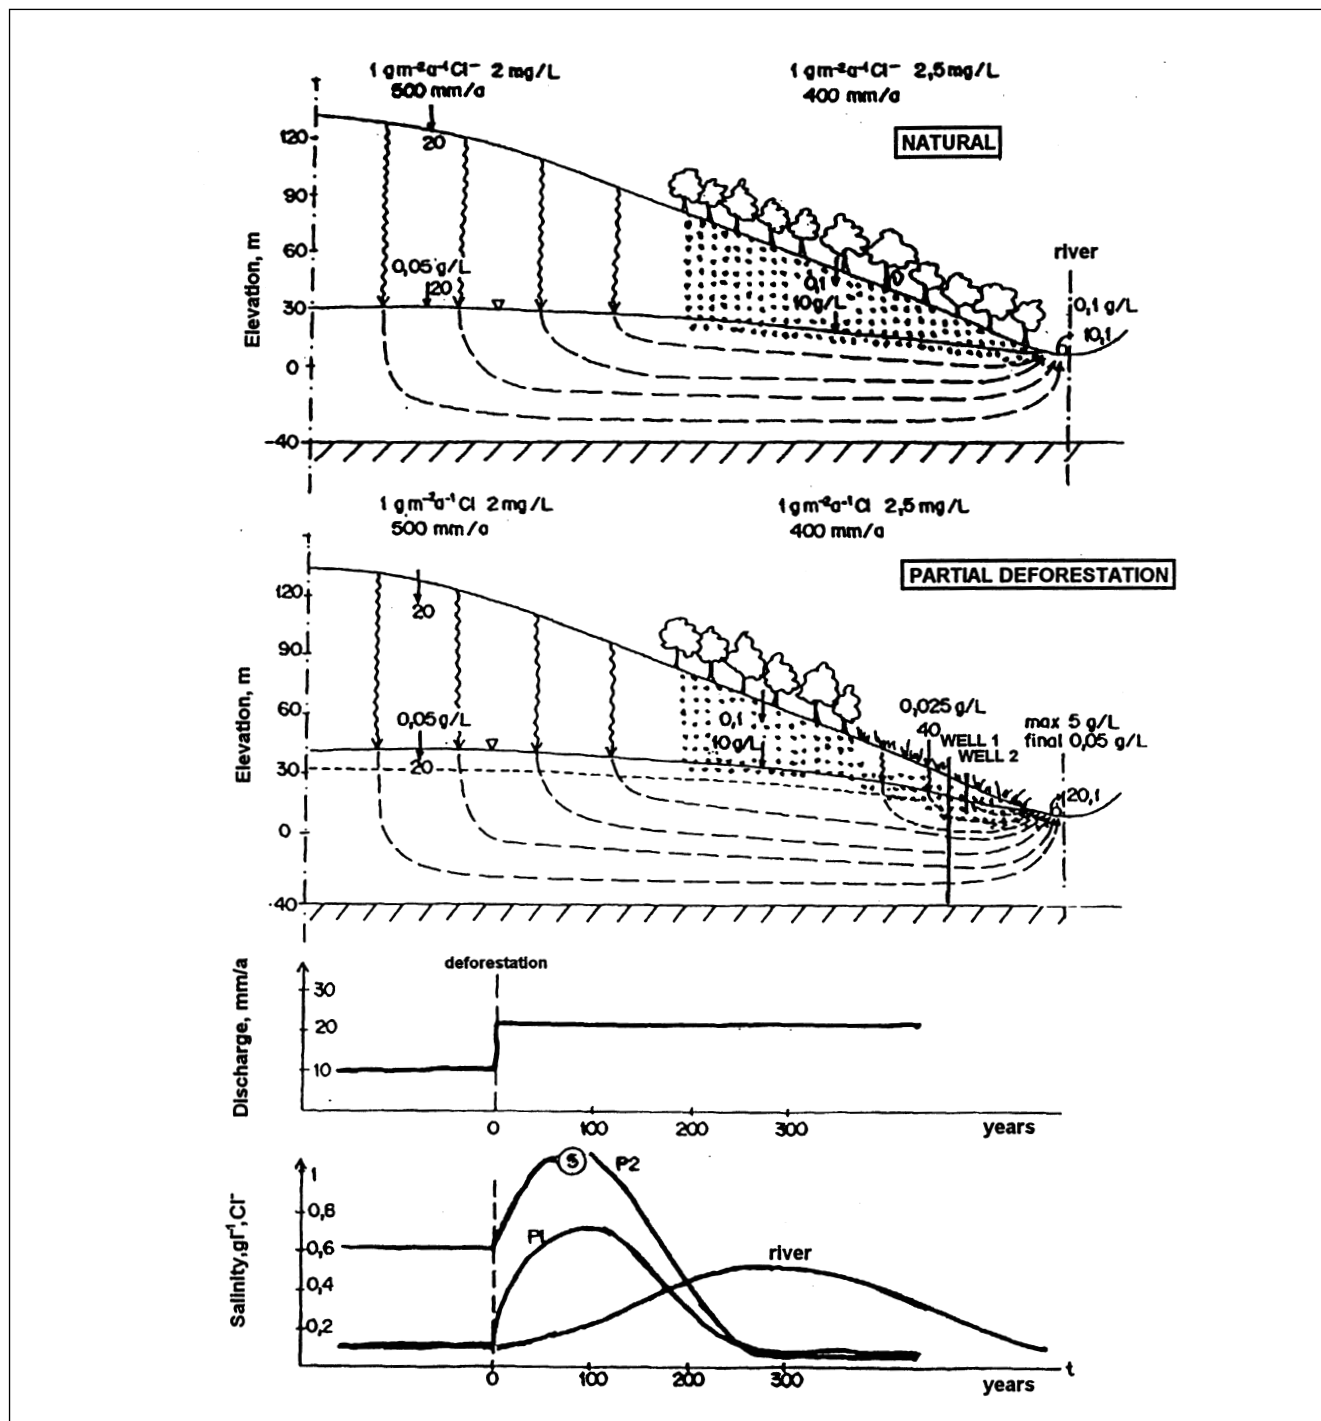 1 gm⁻²a⁻¹Cl⁻ 2 mg/L
500 mm/a
1 gm⁻²a⁻¹Cl⁻ 2,5 mg/L
400 mm/a
NATURAL
Elevation, m
120
90
60
30
0
-40
20
0,05 g/L
20
0,1
10 g/L
river
0,1 g/L
10,1
1 gm⁻²a⁻¹Cl 2 mg/L
500 mm/a
1 gm⁻²a⁻¹Cl 2,5 mg/L
400 mm/a
PARTIAL DEFORESTATION
Elevation, m
120
90
60
30
0
-40
20
0,05 g/L
20
0,1
10 g/L
0,025 g/L
40
WELL 1
WELL 2
max 5 g/L
final 0,05 g/L
20,1
deforestation
Discharge, mm/a
30
20
10
0
100
200
300
years
Salinity, gl⁻¹, Cl⁻
1
0,8
0,6
0,4
0,2
5
P2
P1
river
0
100
200
300
t
years